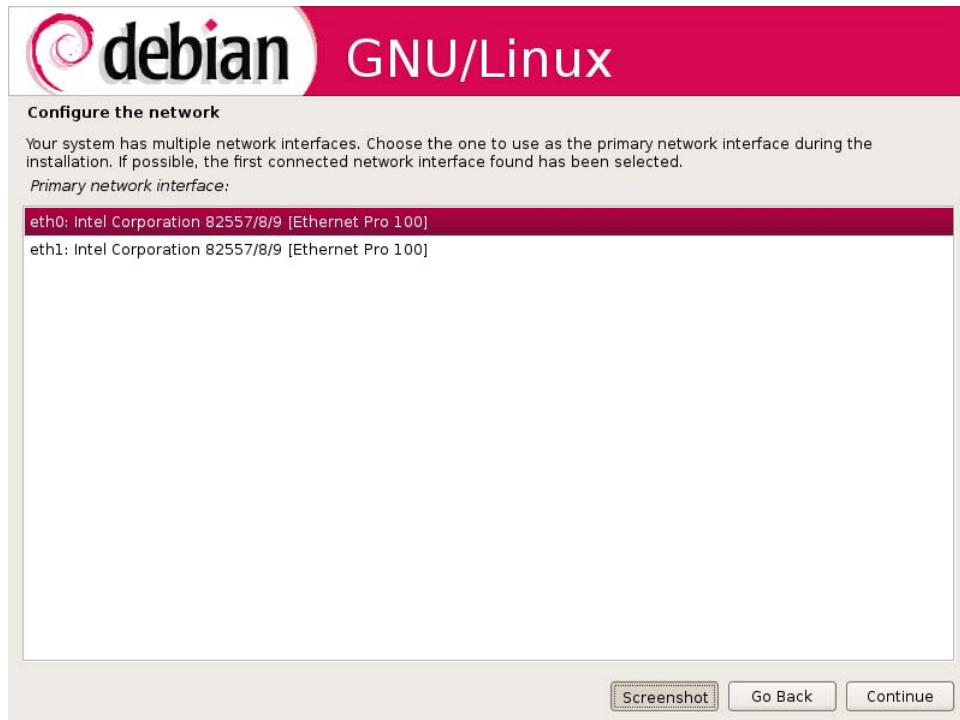 debian GNU/Linux
Configure the network
Your system has multiple network interfaces. Choose the one to use as the primary network interface during the
installation. If possible, the first connected network interface found has been selected.
Primary network interface:
eth0: Intel Corporation 82557/8/9 [Ethernet Pro 100]
eth1: Intel Corporation 82557/8/9 [Ethernet Pro 100]
Screenshot Go Back Continue